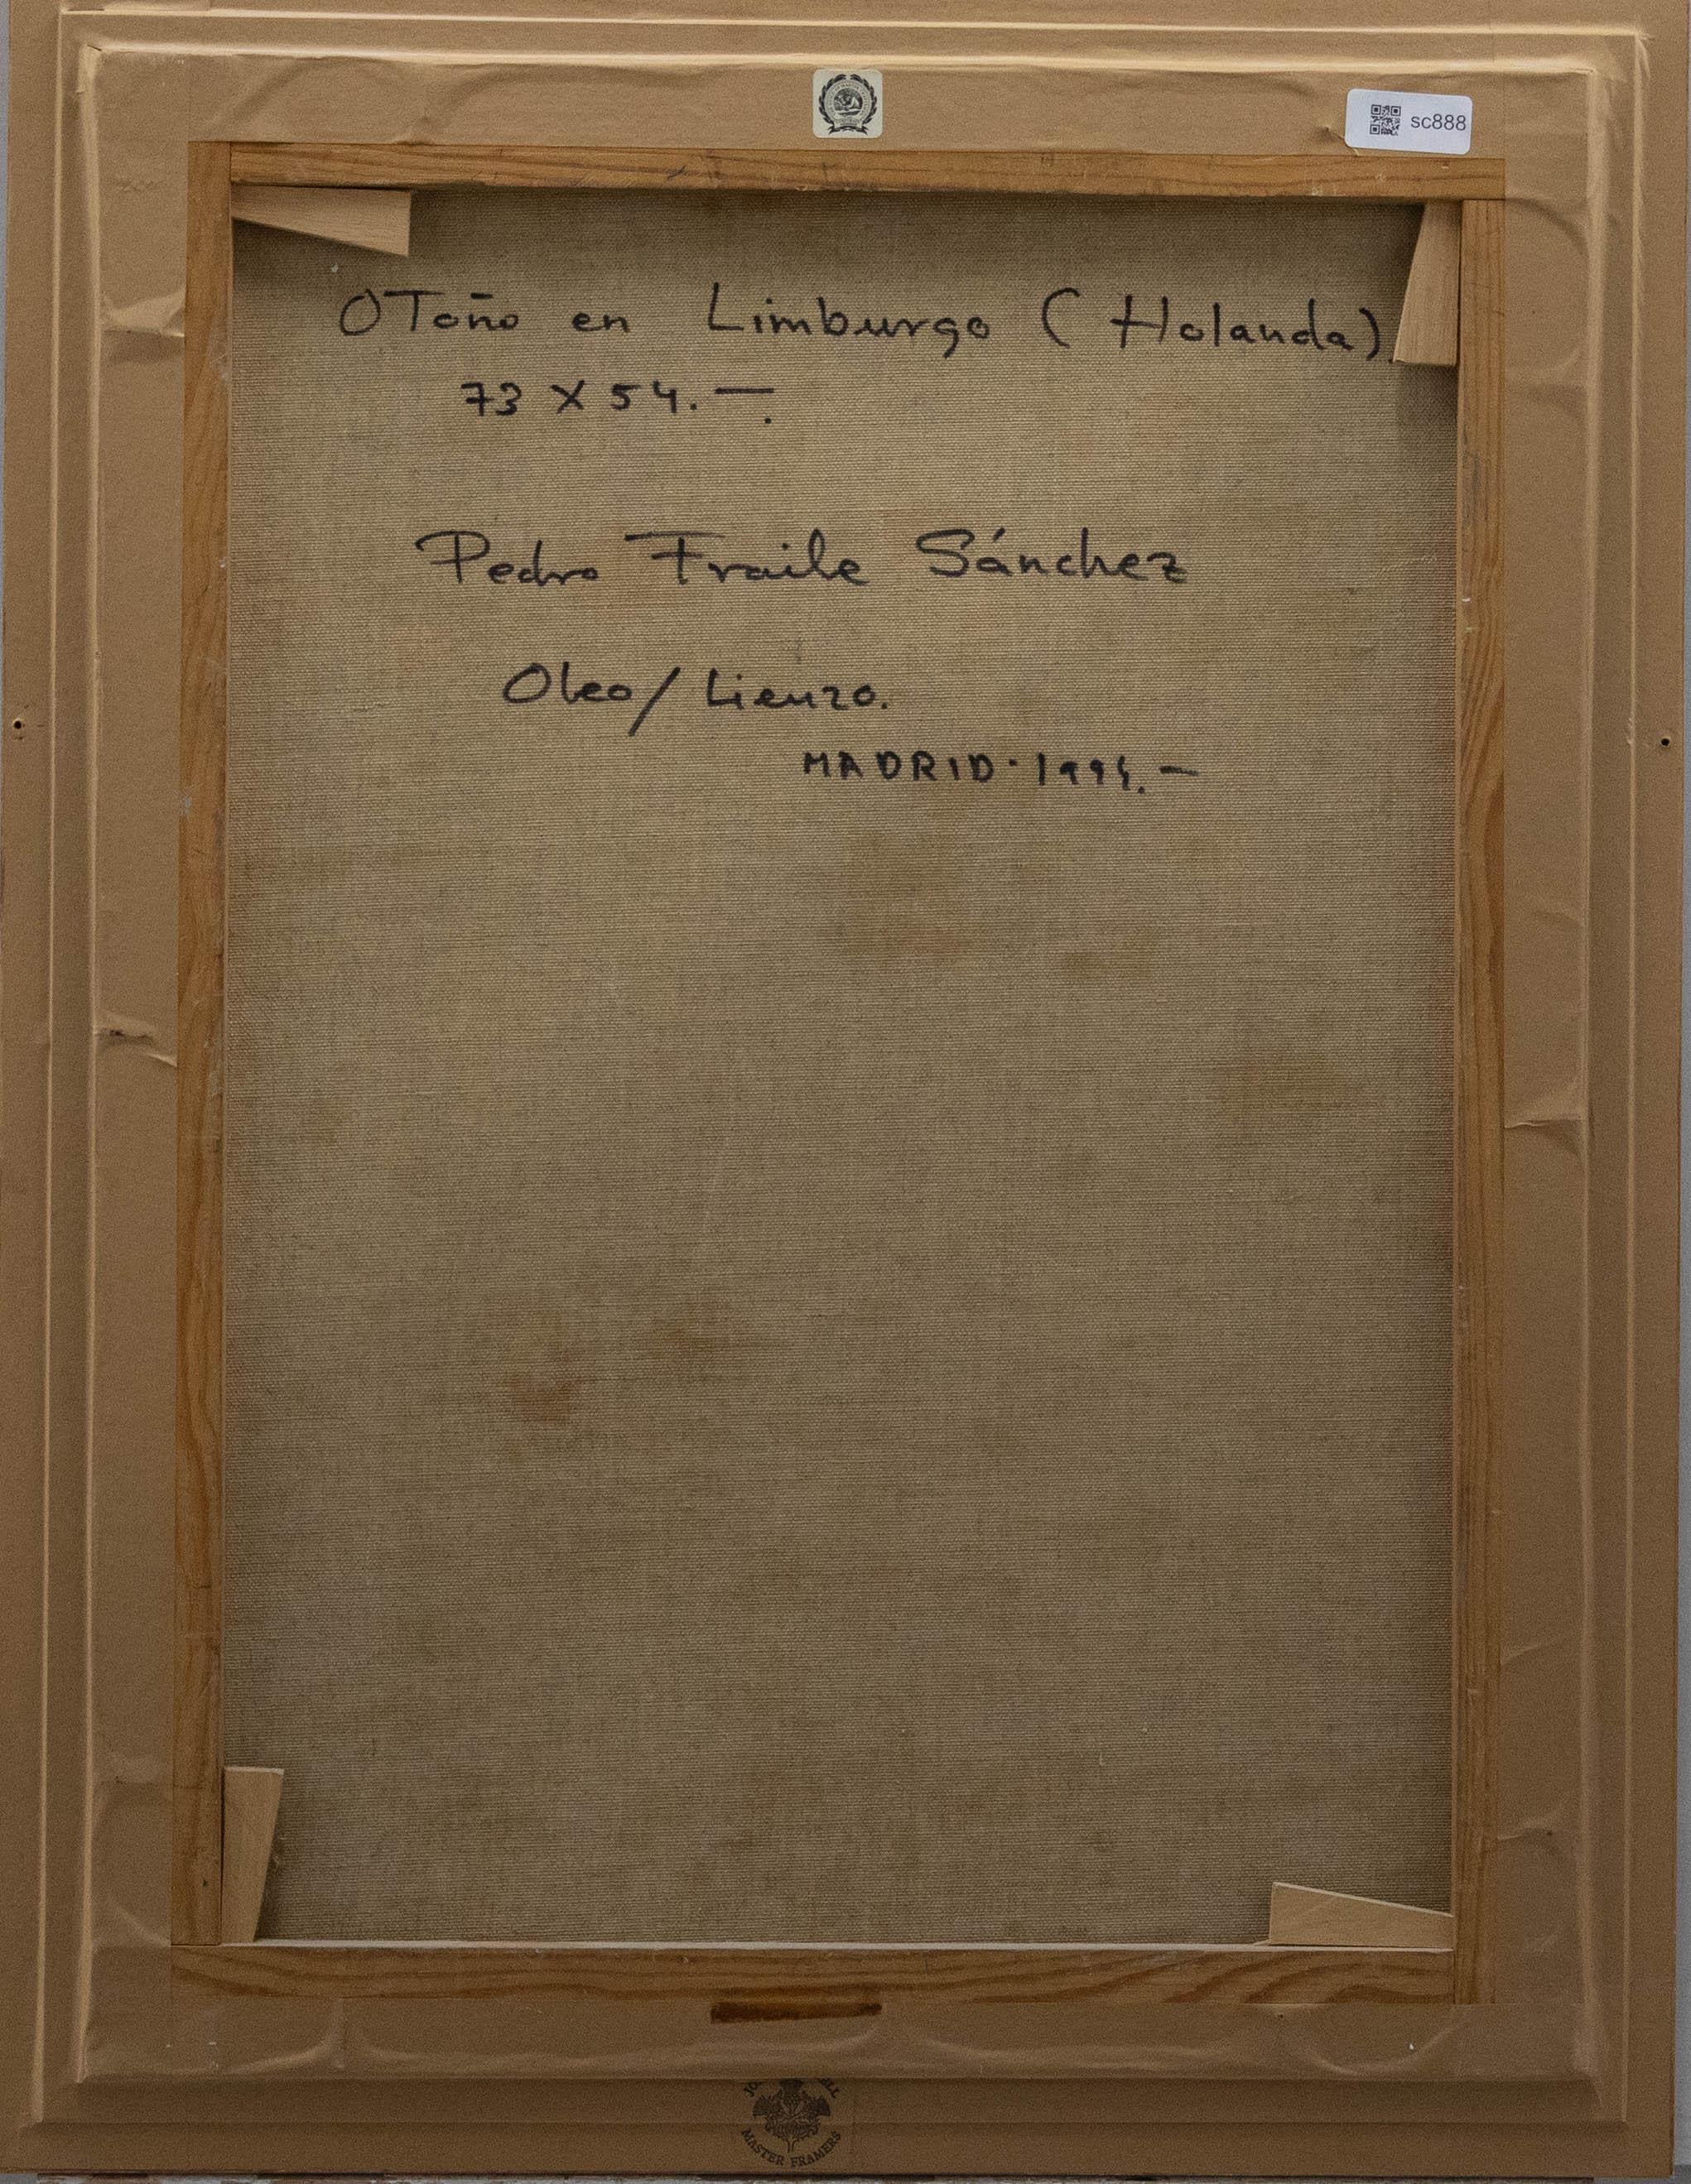 sc888
OToño en Limburgo (Holanda).
73 X 54.—.
Pedro Fraile Sánchez
Oleo/Lienzo.
MADRID·1994.—
MASTER FRAMERS